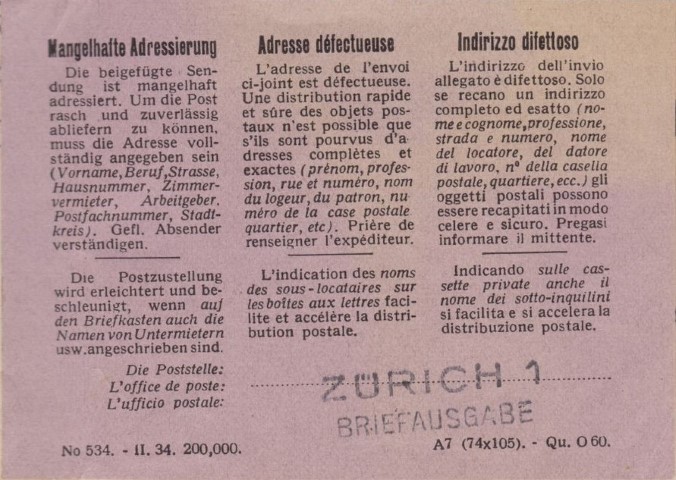 Mangelhafte Adressierung
Die beigefügte Sen-
dung ist mangelhaft
adressiert. Um die Post
rasch und zuverlässig
abliefern zu können,
muss die Adresse voll-
ständig angegeben sein
(Vorname, Beruf, Strasse,
Hausnummer, Zimmer-
vermieter, Arbeitgeber,
Postfachnummer, Stadt-
kreis). Gefl. Absender
verständigen.
Die Postzustellung
wird erleichtert und be-
schleunigt, wenn auf
den Briefkasten auch die
Namen von Untermietern
usw. angeschrieben sind.
Adresse défectueuse
L'adresse de l'envoi
ci-joint est défectueuse.
Une distribution rapide
et sûre des objets pos-
taux n'est possible que
s'ils sont pourvus d'a-
dresses complètes et
exactes (prénom, profes-
sion, rue et numéro, nom
du logeur, du patron, nu-
méro de la case postale
quartier, etc). Prière de
renseigner l'expéditeur.
L'indication des noms
des sous-locataires sur
les boîtes aux lettres faci-
lite et accélère la distri-
bution postale.
Indirizzo difettoso
L'indirizzo dell'invio
allegato è difettoso. Solo
se recano un indirizzo
completo ed esatto (no-
me e cognome, professione,
strada e numero, nome
del locatore, del datore
di lavoro, nº della casella
postale, quartiere, ecc.) gli
oggetti postali possono
essere recapitati in modo
celere e sicuro. Pregasi
informare il mittente.
Indicando sulle cas-
sette private anche il
nome dei sotto-inquilini
si facilita e si accelera la
distribuzione postale.
Die Poststelle:
L'office de poste:
L'ufficio postale:
ZÜRICH 1
BRIEFAUSGABE
No 534. - II. 34. 200,000.
A7 (74x105). - Qu. O 60.